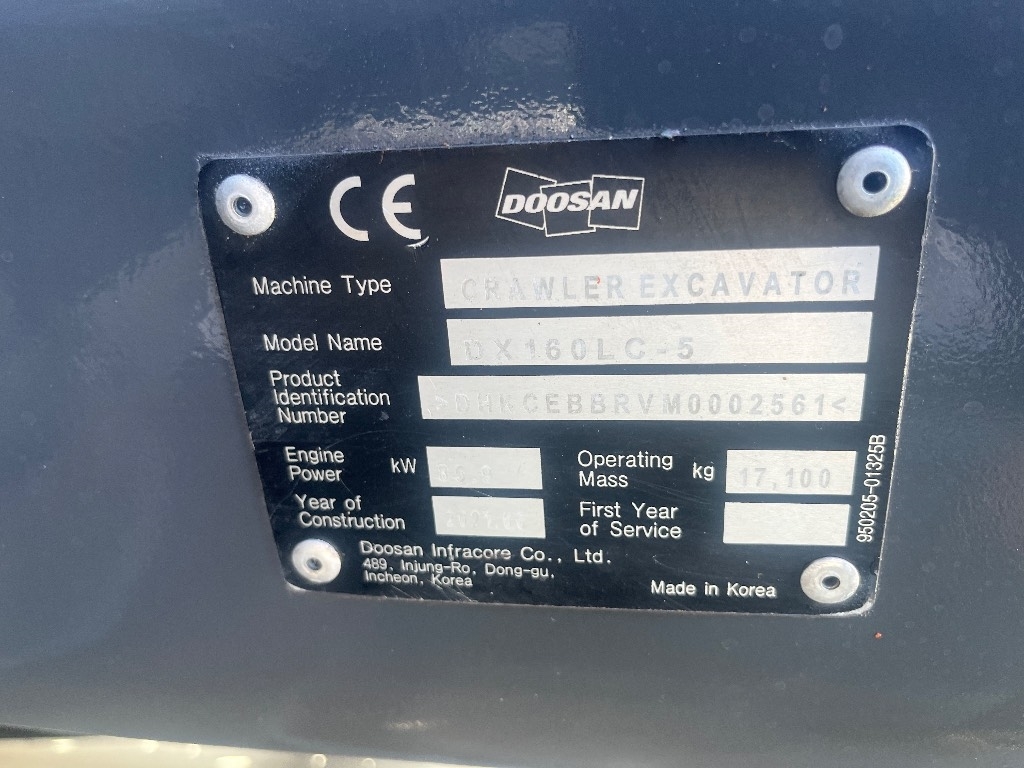 CE
DOOSAN
Machine Type CRAWLER EXCAVATOR
Model Name DX160LC-5
Product
Identification
Number >DHKCEBBRVM0002561<
Engine
Power kW
Operating
Mass kg 17,100
Year of
Construction
First Year
of Service
Doosan Infracore Co., Ltd.
489, Injung-Ro, Dong-gu,
Incheon, Korea
Made in Korea
950205-01325B